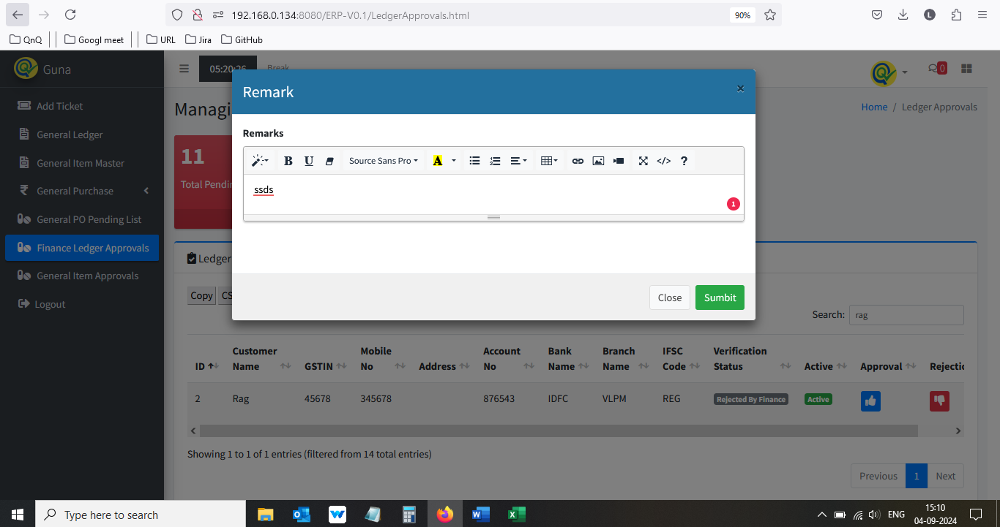 192.168.0.134:8080/ERP-V0.1/LedgerApprovals.html 90% L
QnQ Googl meet URL Jira GitHub
Guna 05:20:26 Break 0
Add Ticket
General Ledger
General Item Master
General Purchase
General PO Pending List
Finance Ledger Approvals
General Item Approvals
Logout
Managi
Home / Ledger Approvals
11
Total Pendin
Remark ×
Remarks
B U Source Sans Pro A </> ?
ssds
1
Close Sumbit
Ledger
Copy CS
Search: rag
ID Customer Name GSTIN Mobile No Address Account No Bank Name Branch Name IFSC Code Verification Status Active Approval Rejectio
2 Rag 45678 345678 876543 IDFC VLPM REG Rejected By Finance Active
Showing 1 to 1 of 1 entries (filtered from 14 total entries)
Previous 1 Next
Type here to search
ENG 15:10
04-09-2024